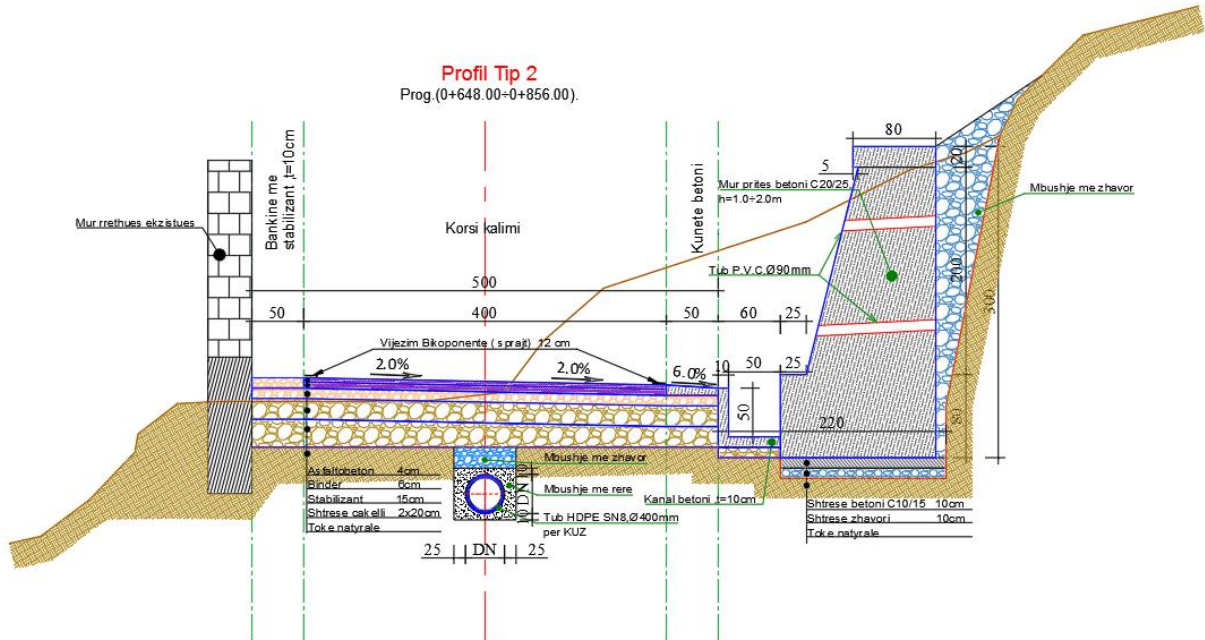 Profil Tip 2
Prog.(0+648.00÷0+856.00).
Mur rrethues ekzistues
Bankine me
stabilizant ,t=10cm
Korsi kalimi
Kunete betoni
80
5
20
Mur prites betoni C20/25,
h=1.0÷2.0m
Mbushje me zhavor
Tub P.V.C.Ø90mm
200
300
500
50
400
50
60
25
Vijezim Bikoponente ( sprajt) 12 cm
2.0%
2.0%
6.0%
10
50
25
50
220
80
Asfaltobeton 4cm
Binder 6cm
Stabilizant 15cm
Shtrese cakelli 2x20cm
Toke natyrale
Mbushje me zhavor
Mbushje me rere
10
DN
10
Kanal betoni ,t=10cm
Tub HDPE SN8,Ø400mm
per KUZ
25
DN
25
Shtrese betoni C10/15 10cm
Shtrese zhavori 10cm
Toke natyrale